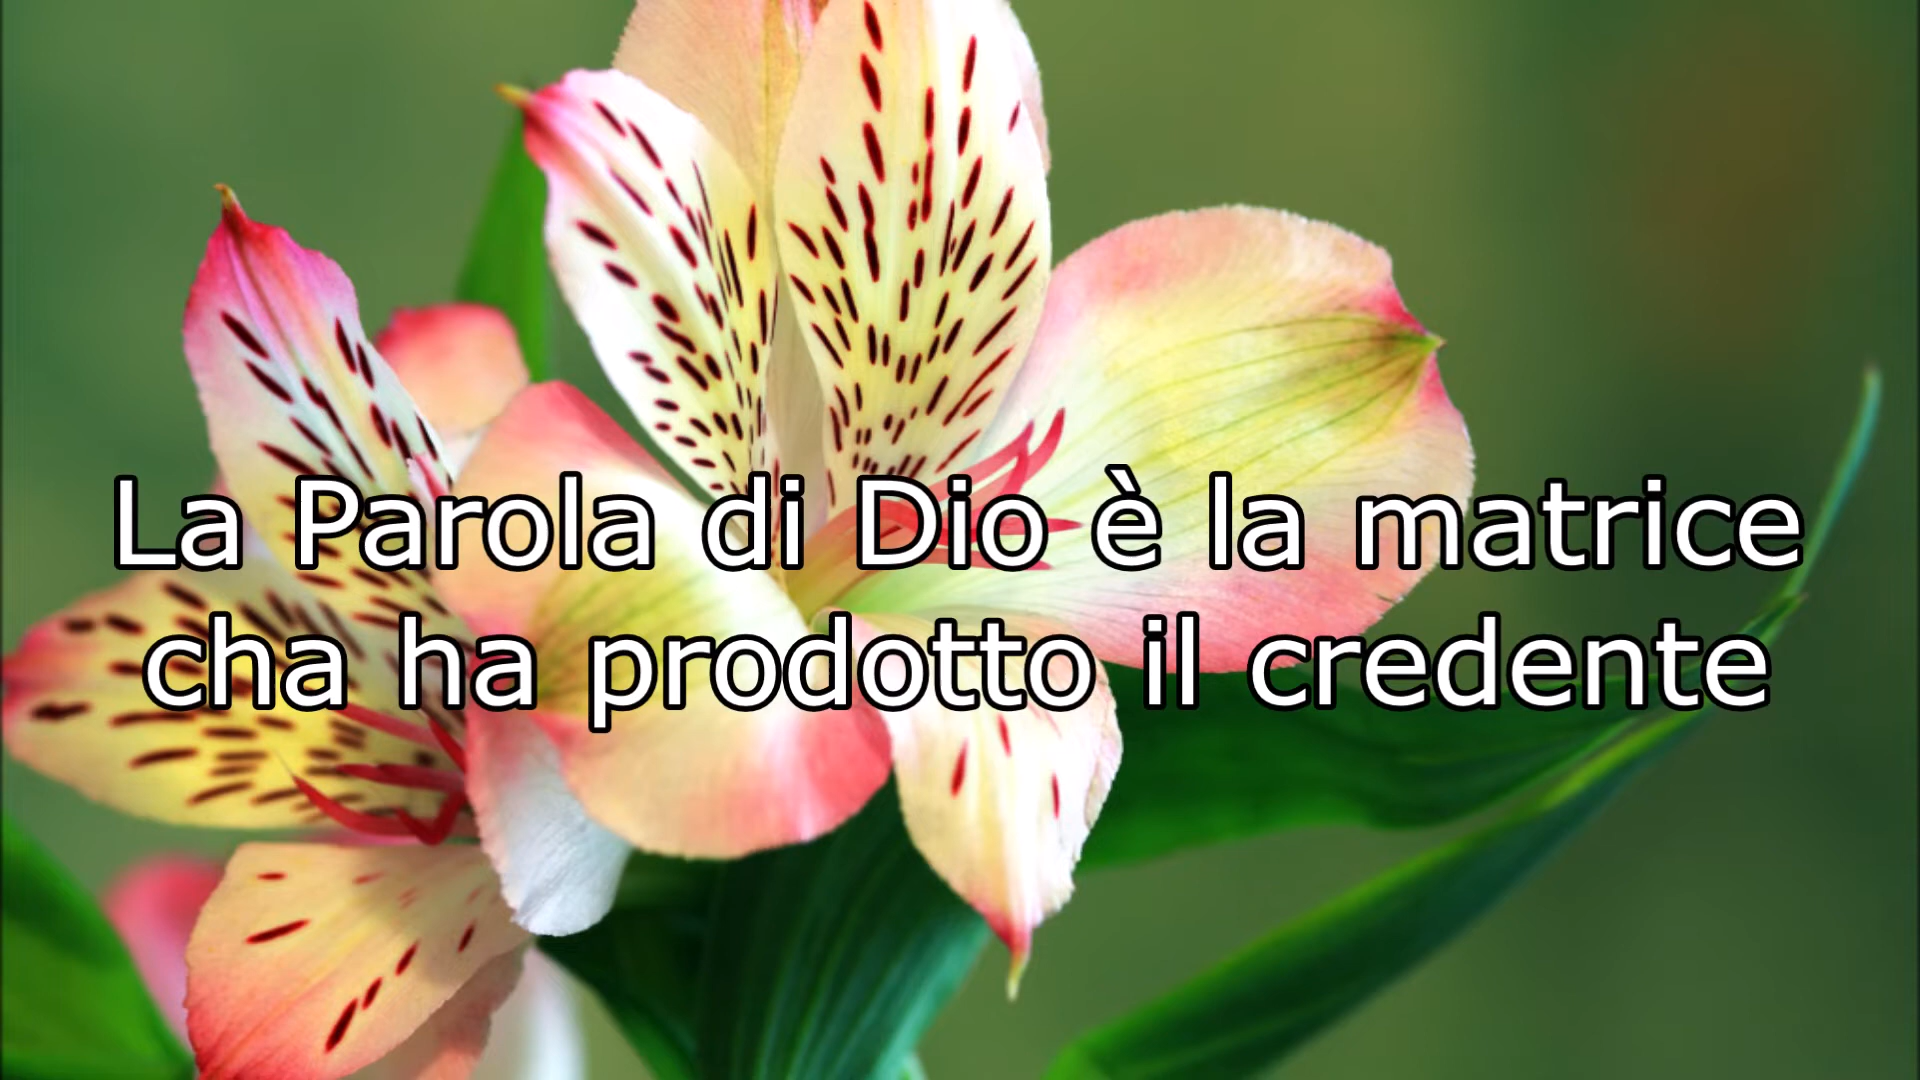 La Parola di Dio è la matrice
cha ha prodotto il credente